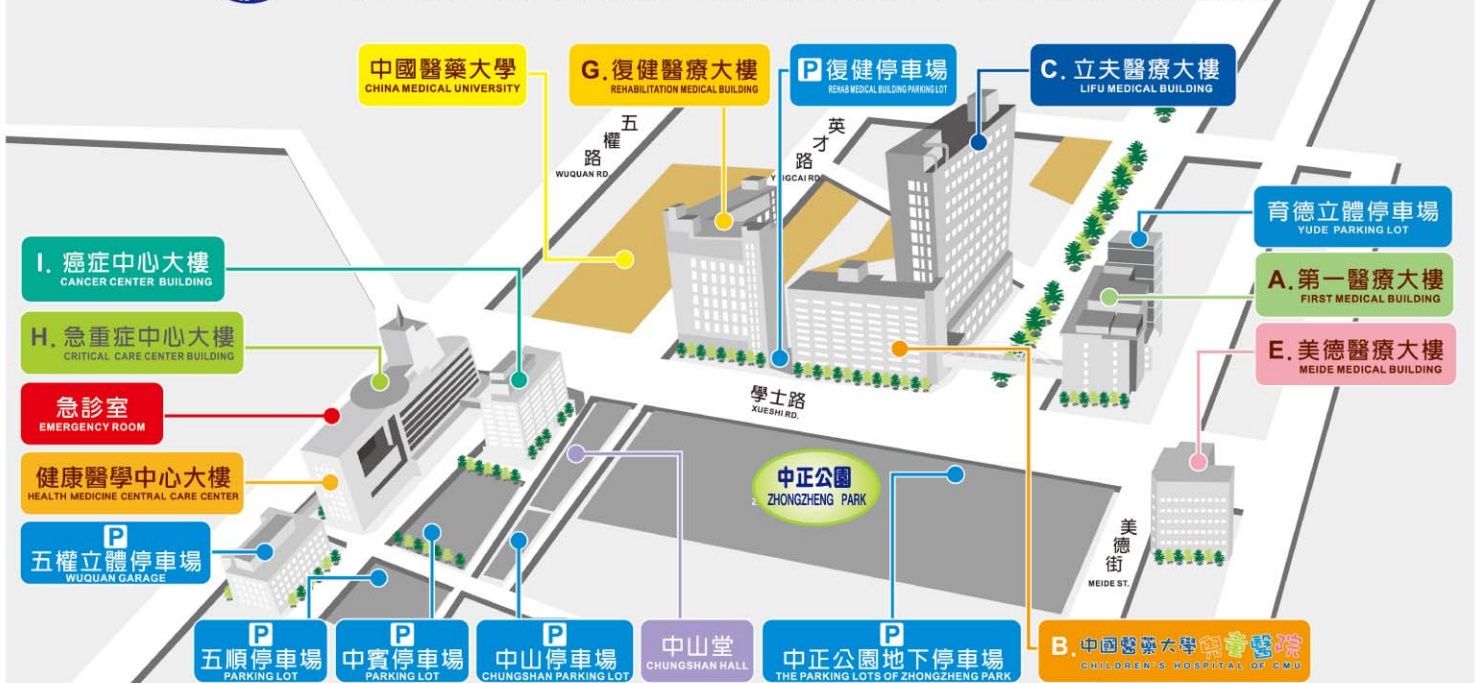 中國醫藥大學
CHINA MEDICAL UNIVERSITY
G.復健醫療大樓
REHABILITATION MEDICAL BUILDING
P復健停車場
REHAB MEDICAL BUILDING PARKING LOT
C.立夫醫療大樓
LIFU MEDICAL BUILDING
五權路
WUQUAN RD.
英才路
YINGCAI RD.
育德立體停車場
YUDE PARKING LOT
I. 癌症中心大樓
CANCER CENTER BUILDING
A.第一醫療大樓
FIRST MEDICAL BUILDING
H. 急重症中心大樓
CRITICAL CARE CENTER BUILDING
E.美德醫療大樓
MEIDE MEDICAL BUILDING
急診室
EMERGENCY ROOM
學士路
XUESHI RD.
健康醫學中心大樓
HEALTH MEDICINE CENTRAL CARE CENTER
中正公園
ZHONGZHENG PARK
P
五權立體停車場
WUQUAN GARAGE
美德街
MEIDE ST.
P
五順停車場
PARKING LOT
P
中賓停車場
PARKING LOT
P
中山停車場
CHUNGSHAN PARKING LOT
中山堂
CHUNGSHAN HALL
P
中正公園地下停車場
THE PARKING LOTS OF ZHONGZHENG PARK
B.中國醫藥大學兒童醫院
CHILDREN'S HOSPITAL OF CMU